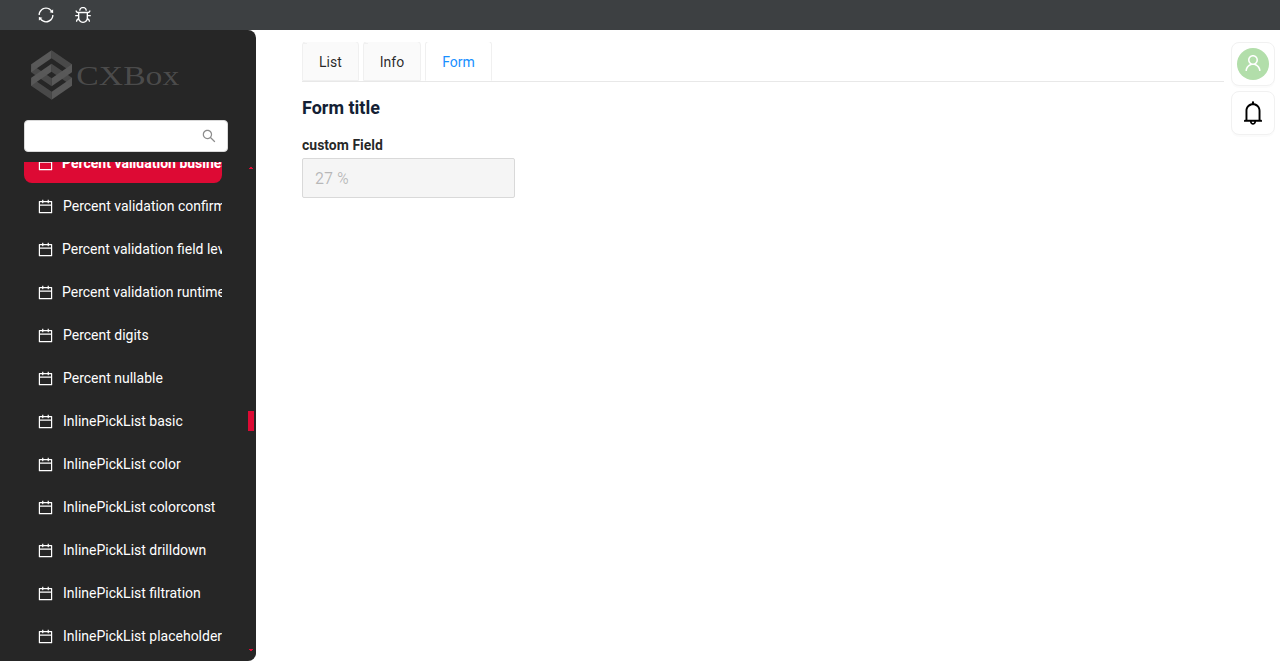 CXBox
Percent validation busine
Percent validation confirm
Percent validation field lev
Percent validation runtime
Percent digits
Percent nullable
InlinePickList basic
InlinePickList color
InlinePickList colorconst
InlinePickList drilldown
InlinePickList filtration
InlinePickList placeholder
List
Info
Form
Form title
custom Field
27 %